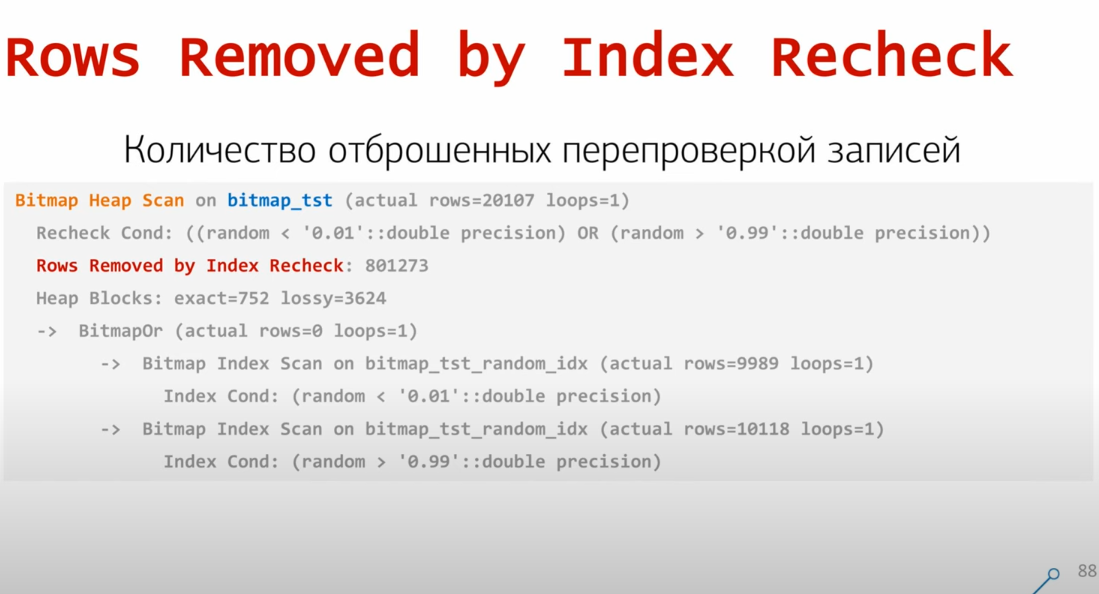 Rows Removed by Index Recheck
Количество отброшенных перепроверкой записей
Bitmap Heap Scan on bitmap_tst (actual rows=20107 loops=1)
Recheck Cond: ((random < '0.01'::double precision) OR (random > '0.99'::double precision))
Rows Removed by Index Recheck: 801273
Heap Blocks: exact=752 lossy=3624
-> BitmapOr (actual rows=0 loops=1)
-> Bitmap Index Scan on bitmap_tst_random_idx (actual rows=9989 loops=1)
Index Cond: (random < '0.01'::double precision)
-> Bitmap Index Scan on bitmap_tst_random_idx (actual rows=10118 loops=1)
Index Cond: (random > '0.99'::double precision)
88